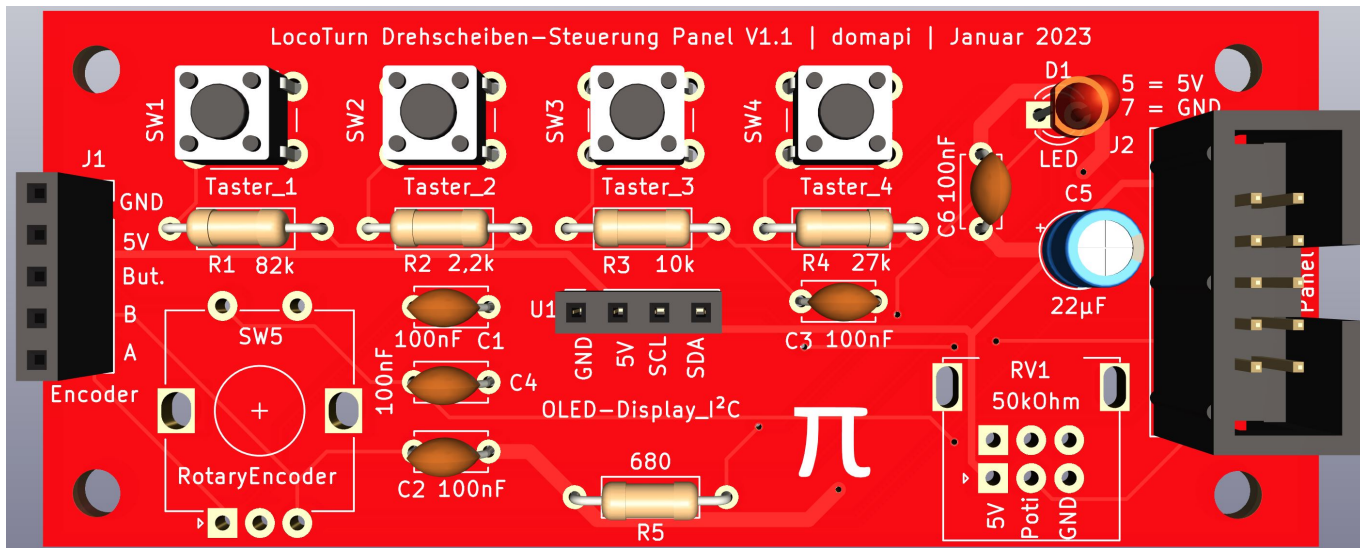 LocoTurn Drehscheiben-Steuerung Panel V1.1 | domapi | Januar 2023
SW1
SW2
SW3
SW4
D1
5 = 5V
7 = GND
LED
J2
J1
Taster_1
Taster_2
Taster_3
Taster_4
C6 100nF
C5
+
22µF
GND
5V
But.
B
A
Encoder
R1 82k
R2 2,2k
R3 10k
R4 27k
SW5
RotaryEncoder
100nF C1
100nF C4
C2 100nF
U1
GND
5V
SCL
SDA
OLED-Display_I²C
C3 100nF
π
680
R5
RV1
50kOhm
5V
Poti
GND
Panel